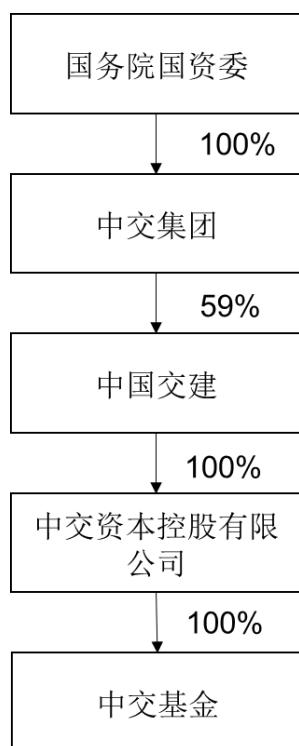 国务院国资委
100%
中交集团
59%
中国交建
100%
中交资本控股有限
公司
100%
中交基金